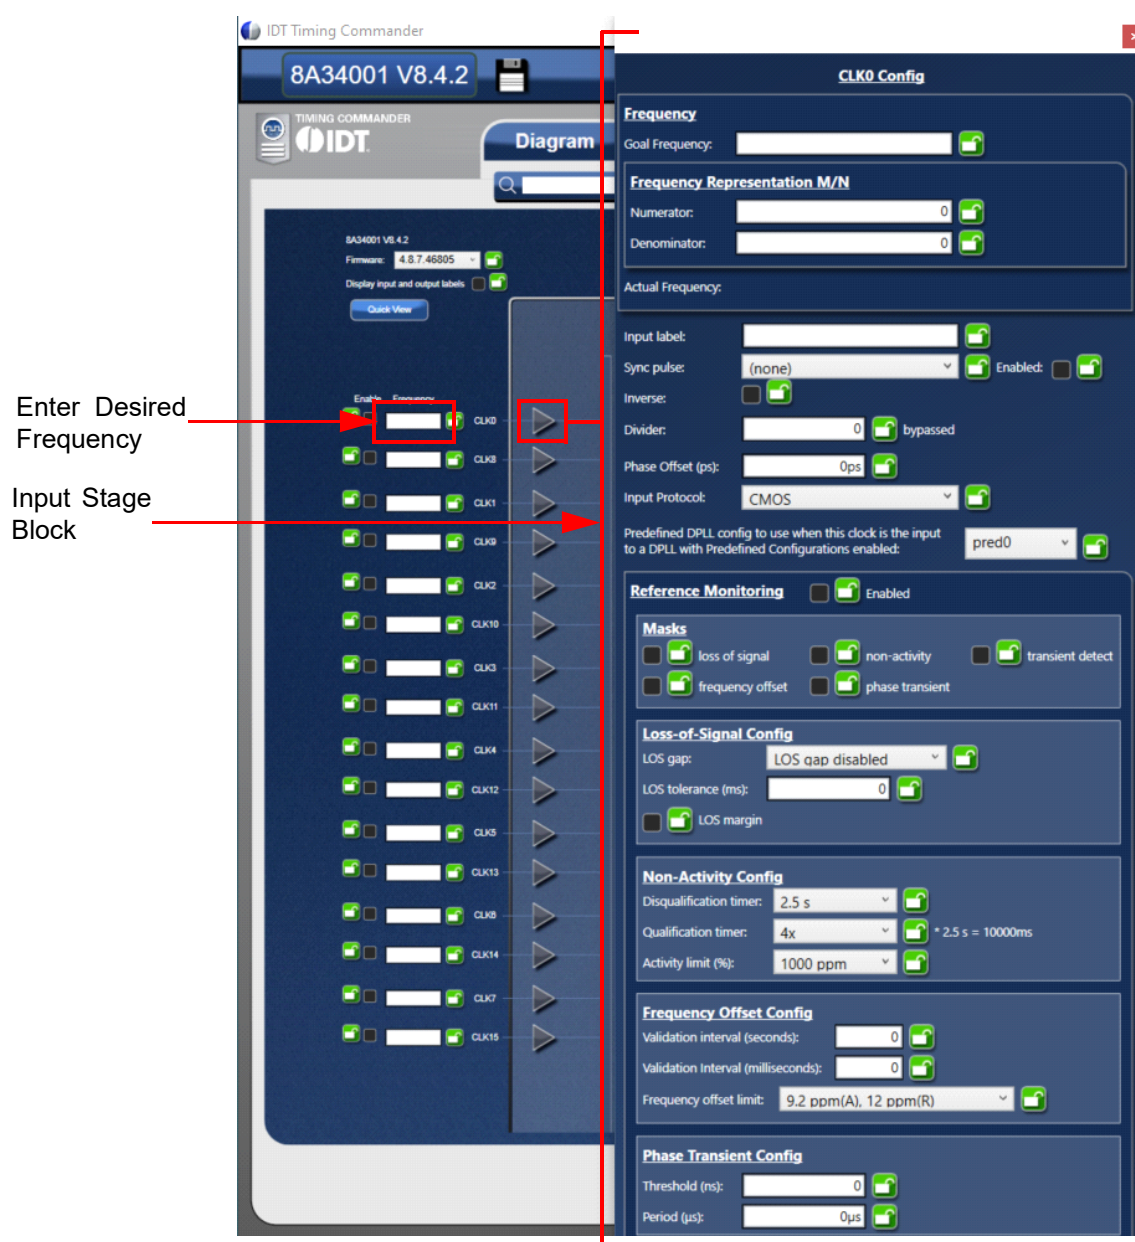 IDT Timing Commander
8A34001 V8.4.2
TIMING COMMANDER
IDT
Diagram
8A34001 V8.4.2
Firmware: 4.8.7.46805
Display input and output labels
Quick View
Enable Frequency
Enter Desired
Frequency
Input Stage
Block
CLK0
CLK8
CLK1
CLK9
CLK2
CLK10
CLK3
CLK11
CLK4
CLK12
CLK5
CLK13
CLK6
CLK14
CLK7
CLK15
CLK0 Config
Frequency
Goal Frequency:
Frequency Representation M/N
Numerator: 0
Denominator: 0
Actual Frequency:
Input label:
Sync pulse: (none) Enabled:
Inverse:
Divider: 0 bypassed
Phase Offset (ps): 0ps
Input Protocol: CMOS
Predefined DPLL config to use when this clock is the input
to a DPLL with Predefined Configurations enabled: pred0
Reference Monitoring Enabled
Masks
loss of signal non-activity transient detect
frequency offset phase transient
Loss-of-Signal Config
LOS gap: LOS gap disabled
LOS tolerance (ms): 0
LOS margin
Non-Activity Config
Disqualification timer: 2.5 s
Qualification timer: 4x * 2.5 s = 10000ms
Activity limit (%): 1000 ppm
Frequency Offset Config
Validation interval (seconds): 0
Validation Interval (milliseconds): 0
Frequency offset limit: 9.2 ppm(A), 12 ppm(R)
Phase Transient Config
Threshold (ns): 0
Period (µs): 0µs